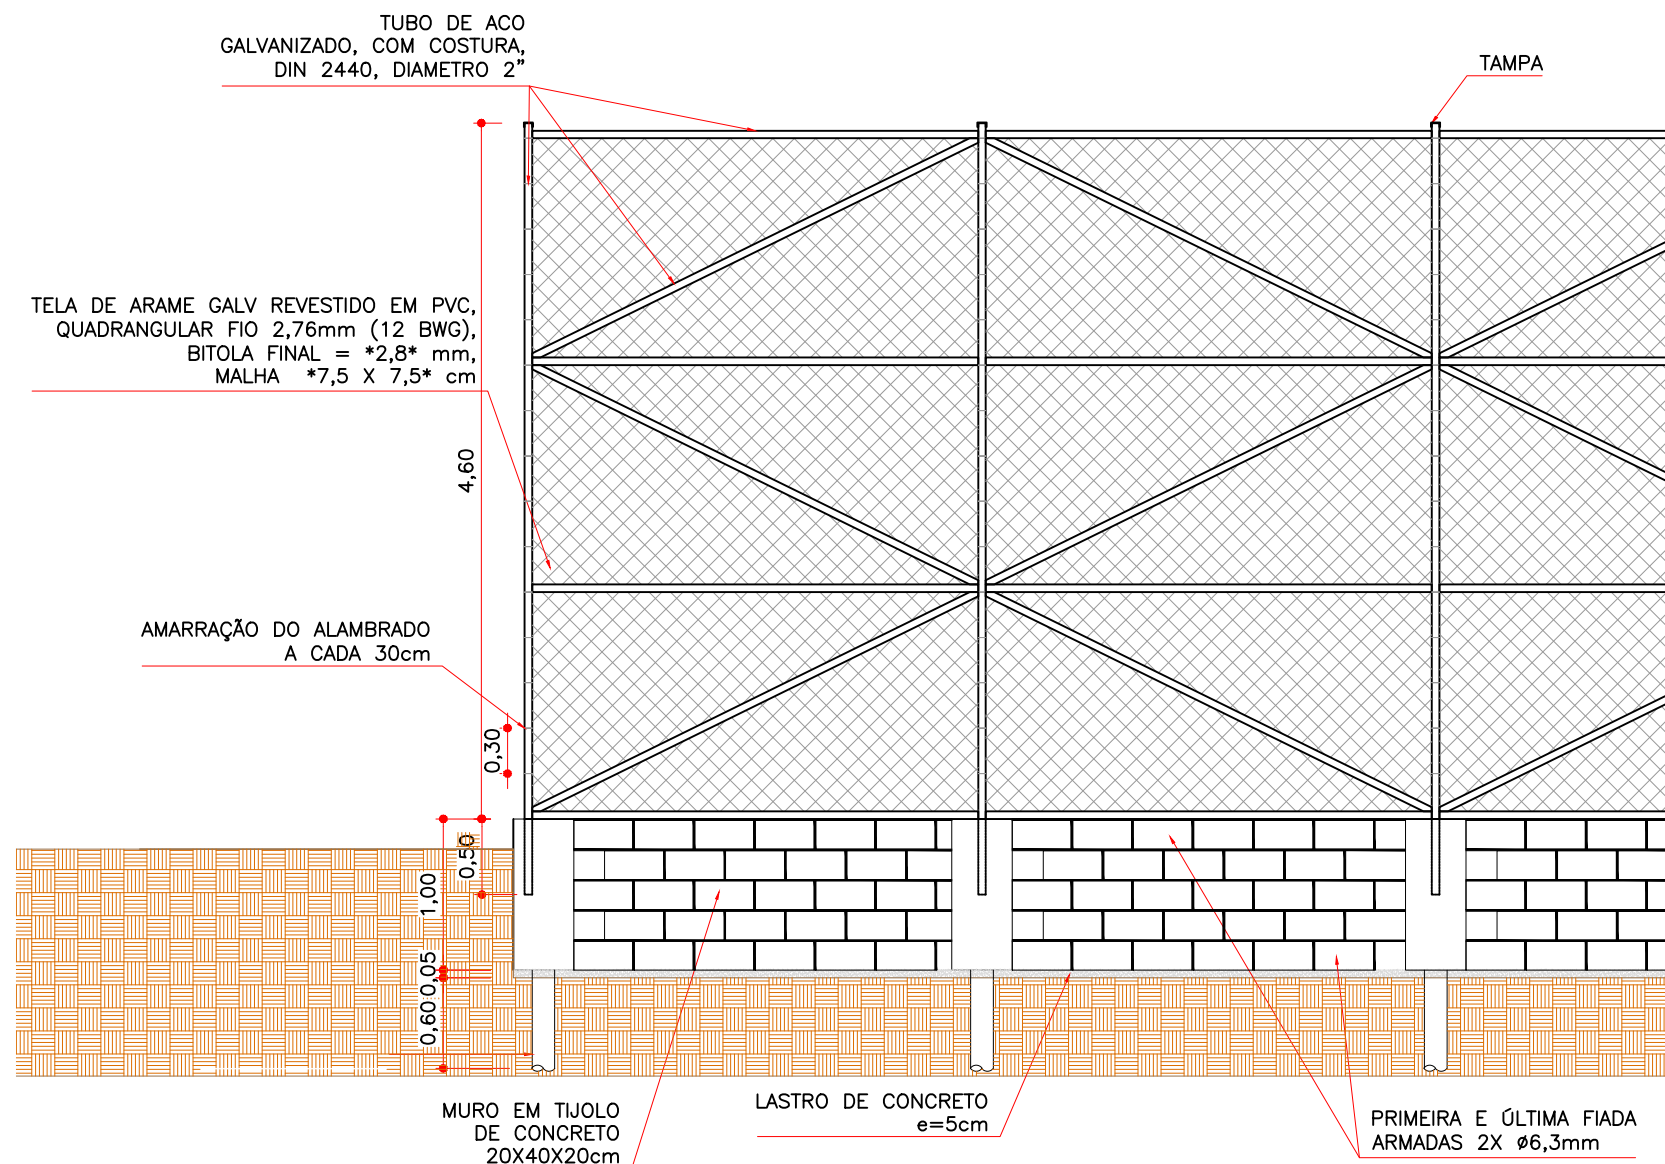 TUBO DE ACO
GALVANIZADO, COM COSTURA,
DIN 2440, DIAMETRO 2"
TAMPA
TELA DE ARAME GALV REVESTIDO EM PVC,
QUADRANGULAR FIO 2,76mm (12 BWG),
BITOLA FINAL = *2,8* mm,
MALHA *7,5 X 7,5* cm
4,60
AMARRAÇÃO DO ALAMBRADO
A CADA 30cm
0,30
0,50
1,00
0,05
0,60
MURO EM TIJOLO
DE CONCRETO
20X40X20cm
LASTRO DE CONCRETO
e=5cm
PRIMEIRA E ÚLTIMA FIADA
ARMADAS 2X ø6,3mm